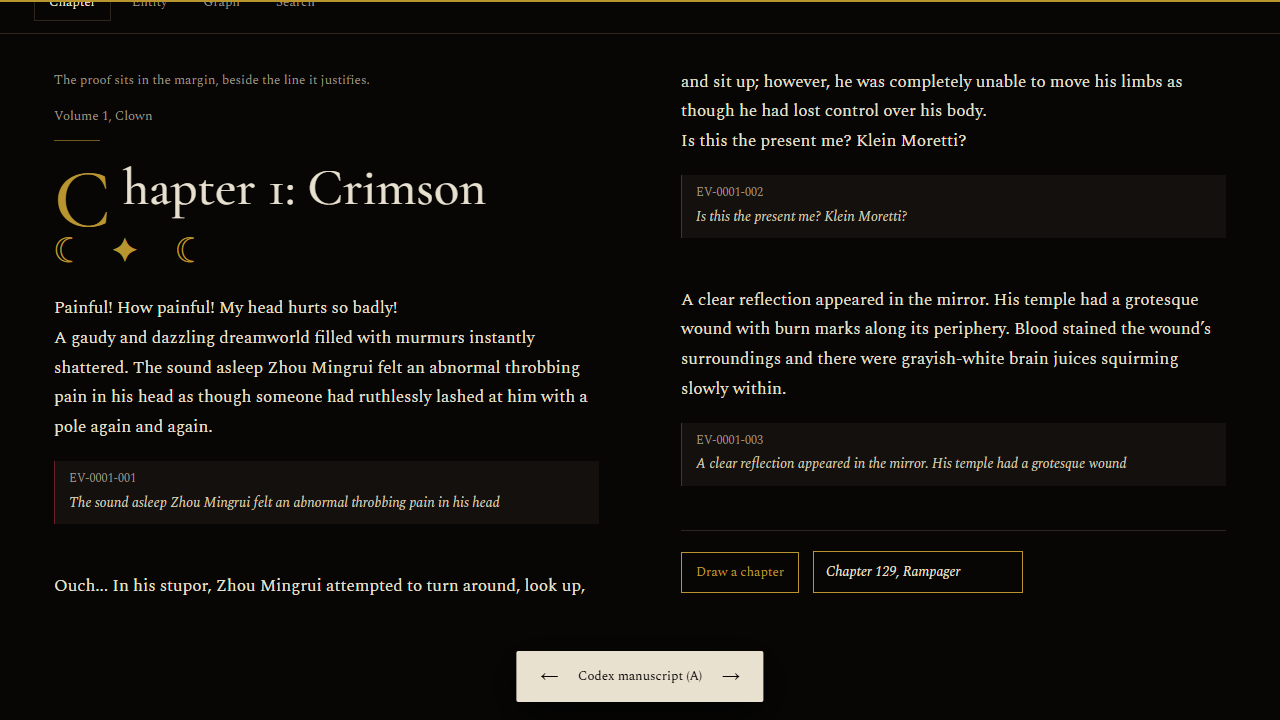 Chapter Entity Graph Search
The proof sits in the margin, beside the line it justifies.
Volume 1, Clown
Chapter 1: Crimson
Painful! How painful! My head hurts so badly!
A gaudy and dazzling dreamworld filled with murmurs instantly
shattered. The sound asleep Zhou Mingrui felt an abnormal throbbing
pain in his head as though someone had ruthlessly lashed at him with a
pole again and again.
EV-0001-001
The sound asleep Zhou Mingrui felt an abnormal throbbing pain in his head
Ouch... In his stupor, Zhou Mingrui attempted to turn around, look up,
and sit up; however, he was completely unable to move his limbs as
though he had lost control over his body.
Is this the present me? Klein Moretti?
EV-0001-002
Is this the present me? Klein Moretti?
A clear reflection appeared in the mirror. His temple had a grotesque
wound with burn marks along its periphery. Blood stained the wound’s
surroundings and there were grayish-white brain juices squirming
slowly within.
EV-0001-003
A clear reflection appeared in the mirror. His temple had a grotesque wound
Draw a chapter
Chapter 129, Rampager
← Codex manuscript (A) →